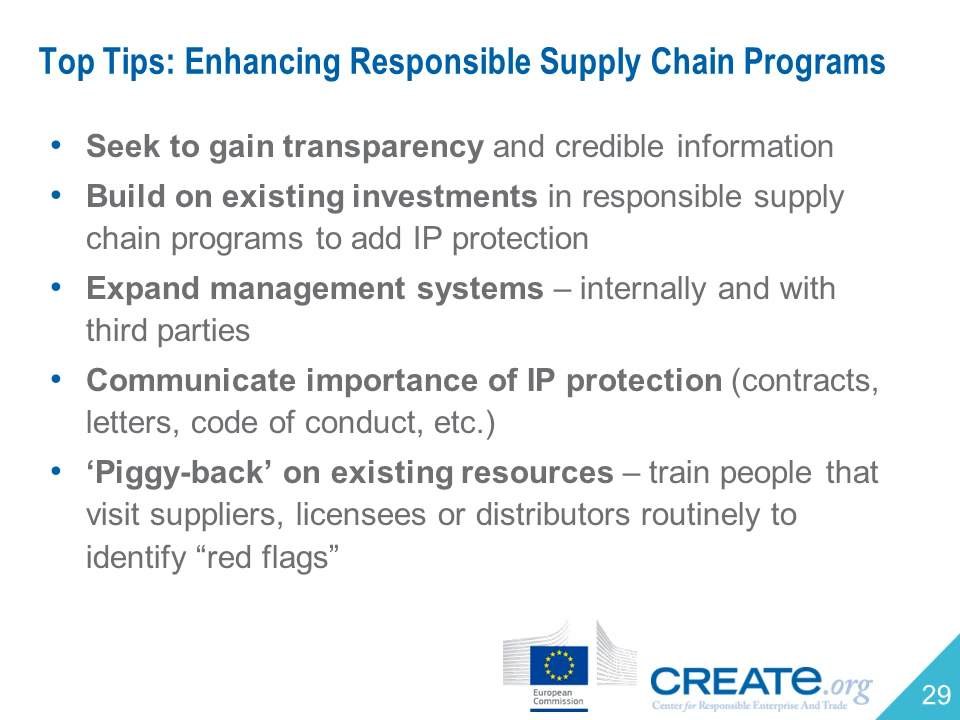 Top Tips: Enhancing Responsible Supply Chain Programs
• Seek to gain transparency and credible information
• Build on existing investments in responsible supply
chain programs to add IP protection
• Expand management systems – internally and with
third parties
• Communicate importance of IP protection (contracts,
letters, code of conduct, etc.)
• ‘Piggy-back’ on existing resources – train people that
visit suppliers, licensees or distributors routinely to
identify “red flags”
European
Commission
CREATe.org
Center for Responsible Enterprise And Trade
29